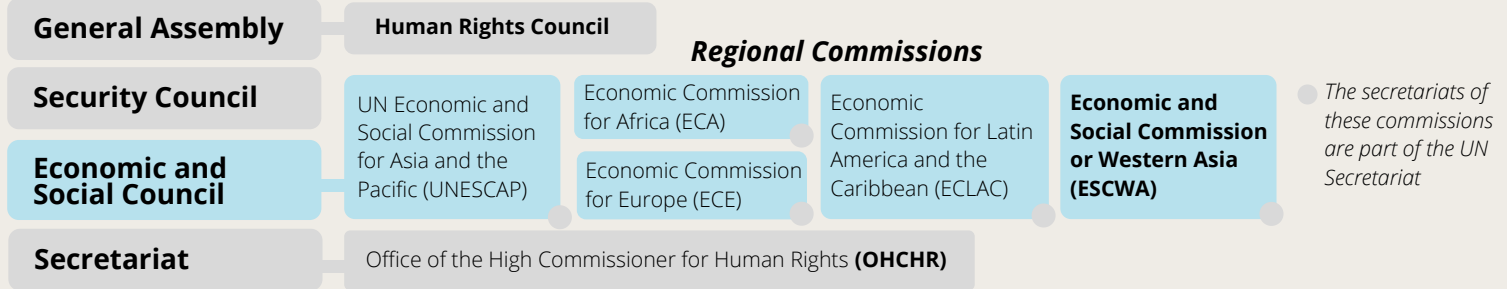 General Assembly
Human Rights Council
Regional Commissions
Security Council
Economic and
Social Council
UN Economic and
Social Commission
for Asia and the
Pacific (UNESCAP)
Economic Commission
for Africa (ECA)
Economic Commission
for Europe (ECE)
Economic
Commission for Latin
America and the
Caribbean (ECLAC)
Economic and
Social Commission
or Western Asia
(ESCWA)
The secretariats of
these commissions
are part of the UN
Secretariat
Secretariat
Office of the High Commissioner for Human Rights (OHCHR)